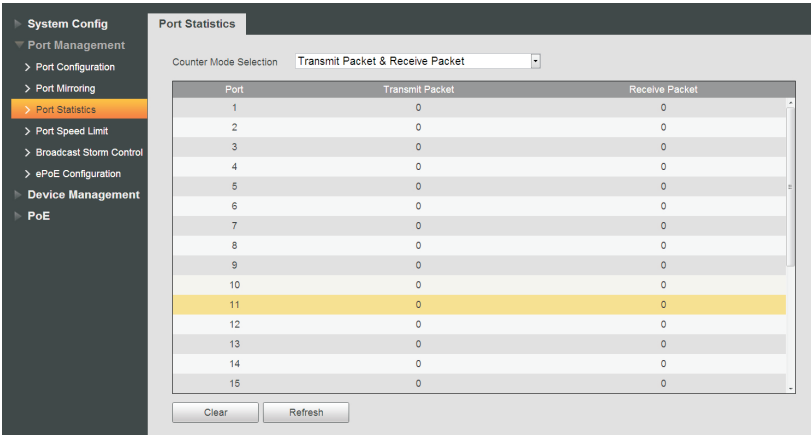 System Config
Port Management
> Port Configuration
> Port Mirroring
> Port Statistics
> Port Speed Limit
> Broadcast Storm Control
> ePoE Configuration
Device Management
PoE
Port Statistics
Counter Mode Selection Transmit Packet & Receive Packet
Port Transmit Packet Receive Packet
1 0 0
2 0 0
3 0 0
4 0 0
5 0 0
6 0 0
7 0 0
8 0 0
9 0 0
10 0 0
11 0 0
12 0 0
13 0 0
14 0 0
15 0 0
Clear Refresh